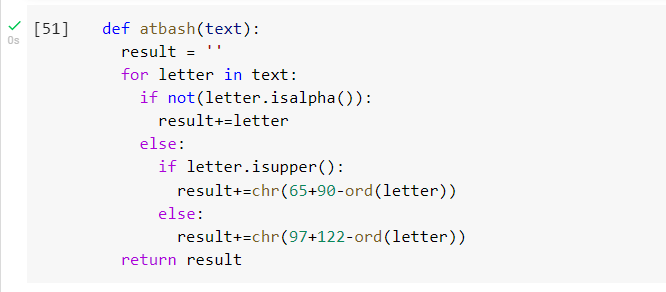 [51] def atbash(text):
0s
result = ''
for letter in text:
if not(letter.isalpha()):
result+=letter
else:
if letter.isupper():
result+=chr(65+90-ord(letter))
else:
result+=chr(97+122-ord(letter))
return result